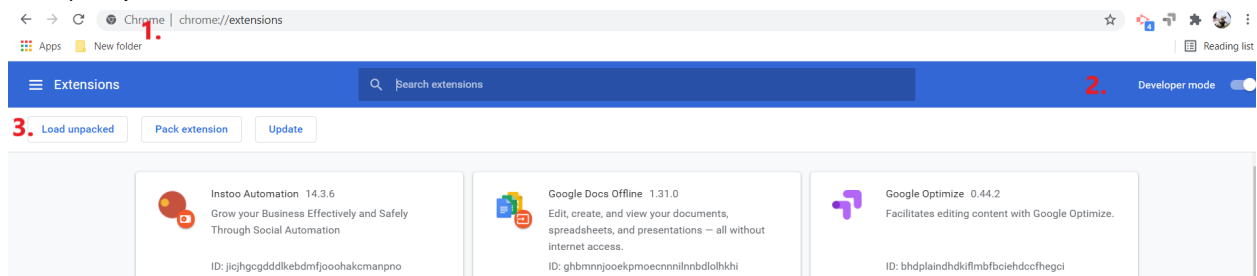 Chrome | chrome://extensions
1.
4
Apps New folder
Reading list
Extensions
Search extensions
2.
Developer mode
3.
Load unpacked Pack extension Update
Instoo Automation 14.3.6
Grow your Business Effectively and Safely
Through Social Automation
ID: jicjhgcgdddlkebdmfjooohakcmanpno
Google Docs Offline 1.31.0
Edit, create, and view your documents,
spreadsheets, and presentations — all without
internet access.
ID: ghbmnnjooekpmoecnnnilnnbdlolhkhi
Google Optimize 0.44.2
Facilitates editing content with Google Optimize.
ID: bhdplaindhdkiflmbfbciehdccfhegci